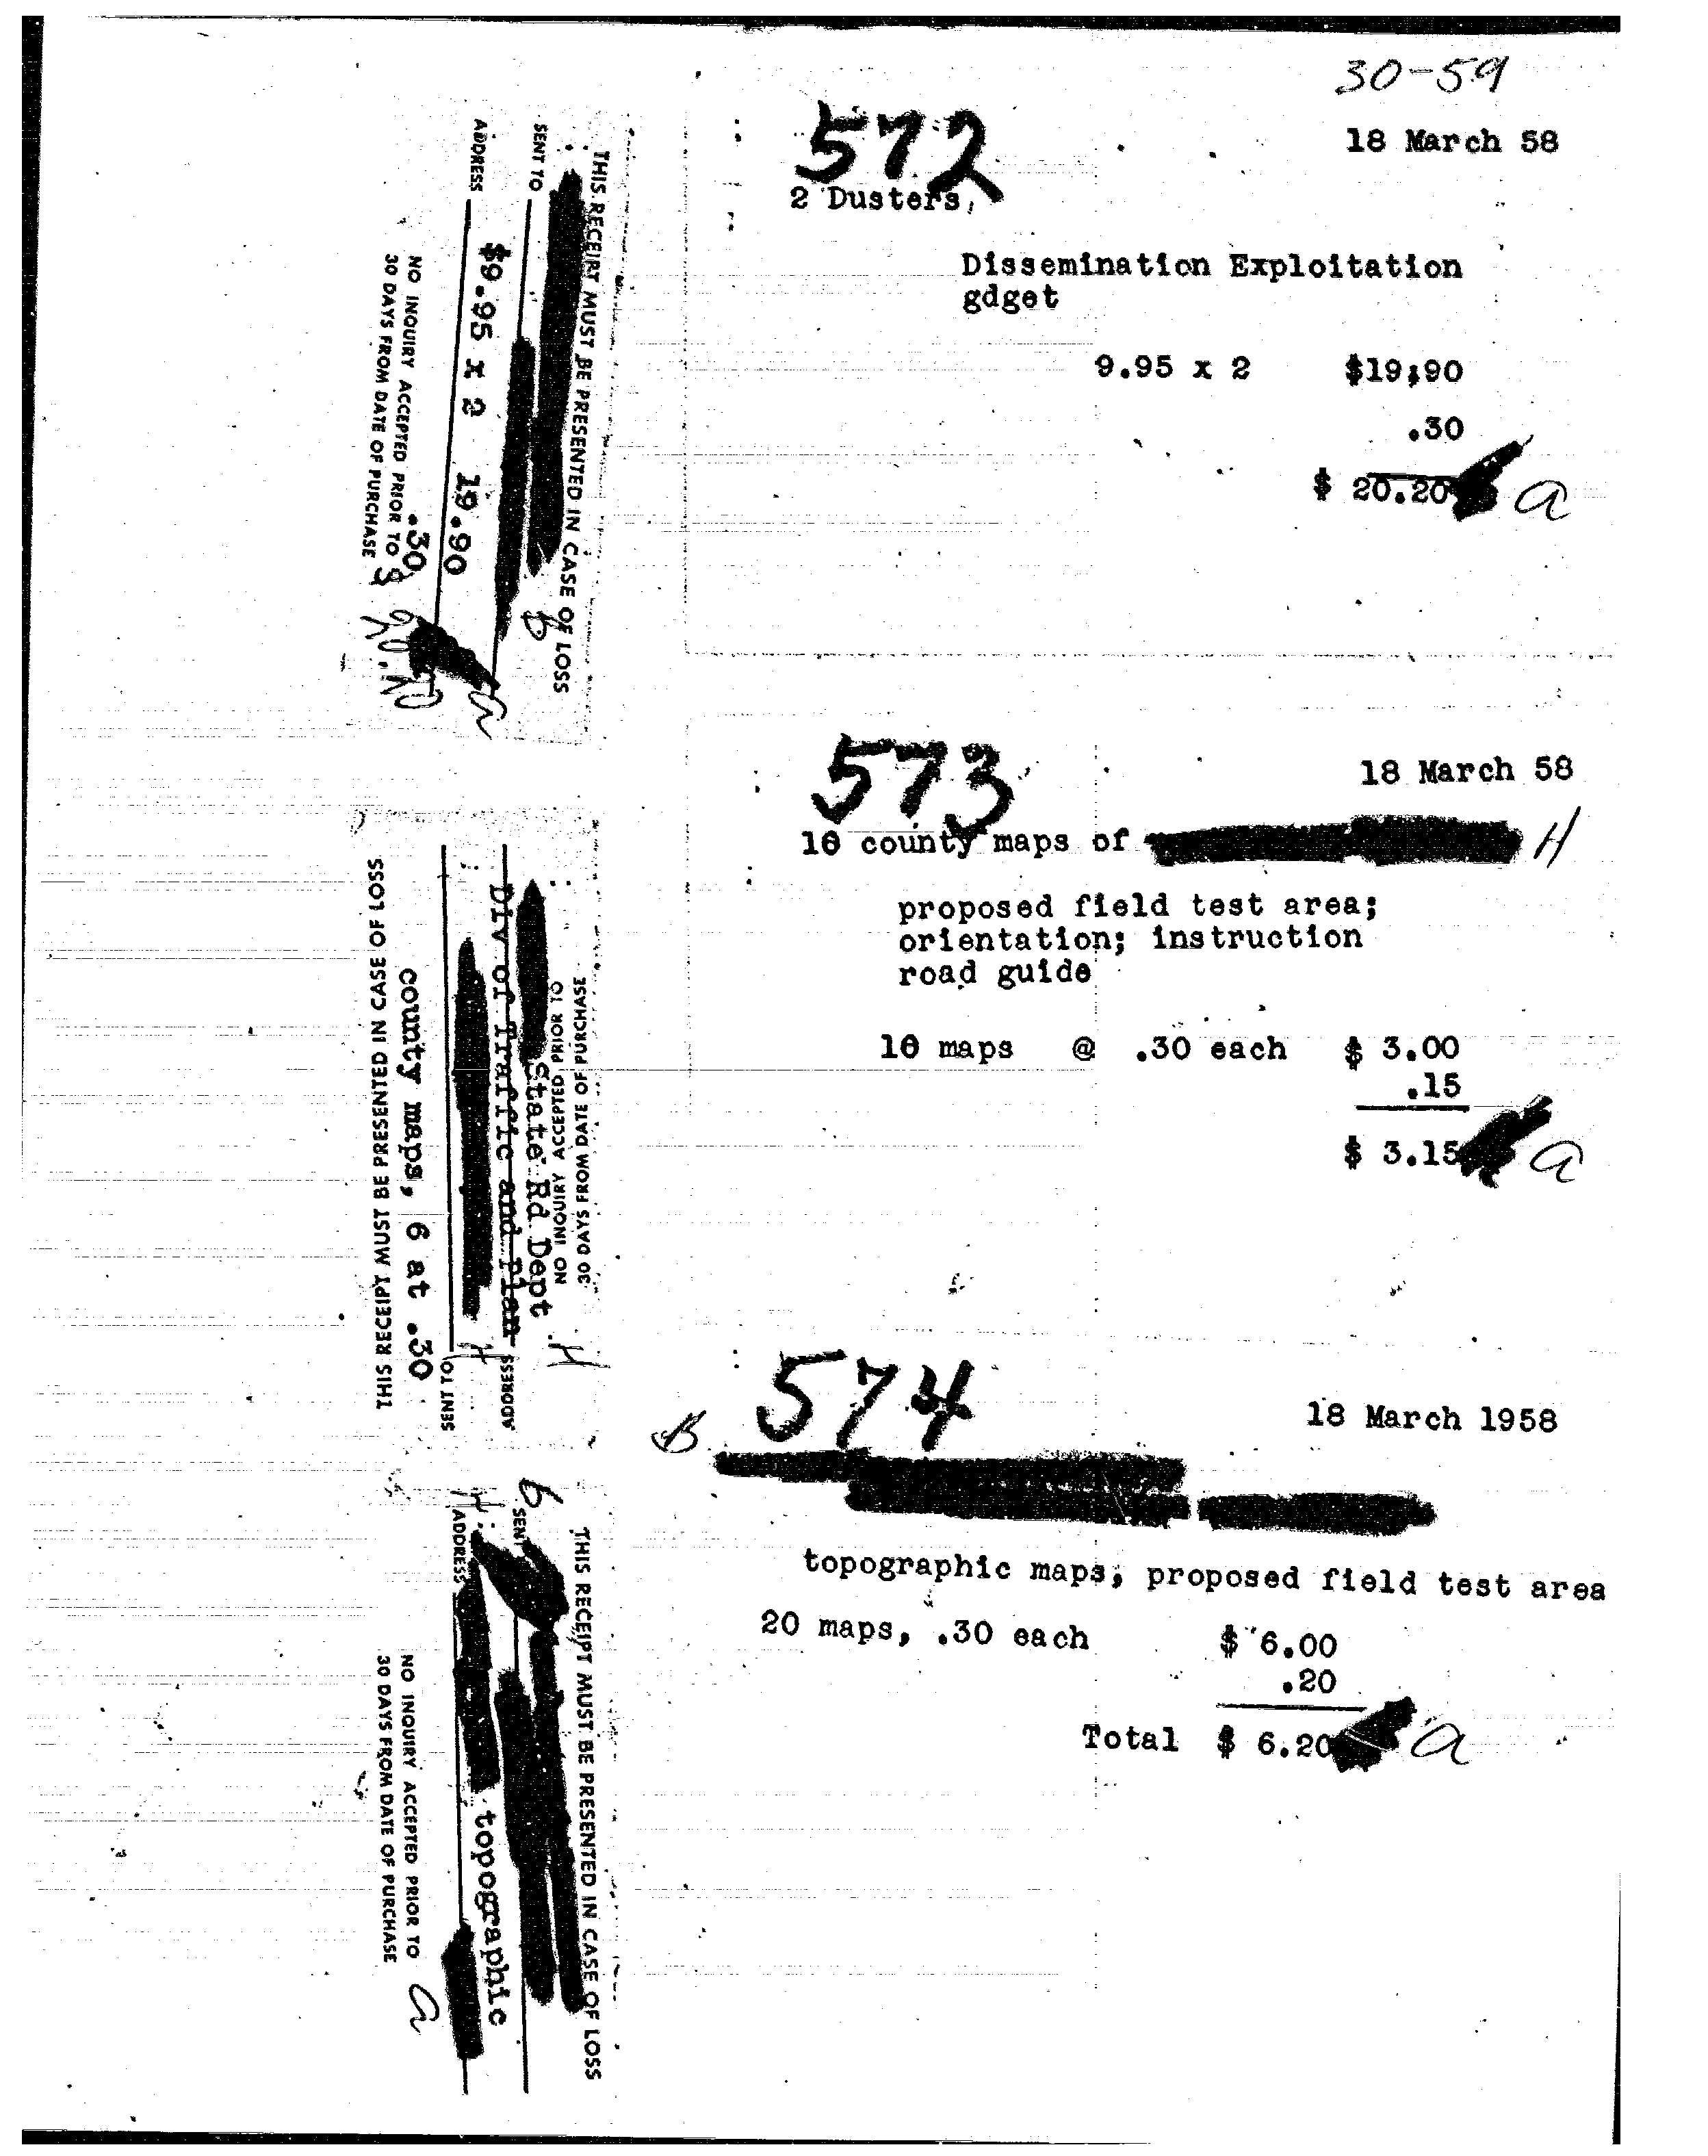 30-59
572
18 March 58
2 Dusters,
Dissemination Exploitation
gdget
9.95 x 2 $19.90
.30
$ 20.20 a
THIS RECEIPT MUST BE PRESENTED IN CASE OF LOSS
SENT TO
B
ADDRESS
$9.95 x 2 19.90
.30
NO INQUIRY ACCEPTED PRIOR TO
30 DAYS FROM DATE OF PURCHASE
$ 20.20
a
573
18 March 58
10 county maps of H
proposed field test area;
orientation; instruction
road guide
10 maps @ .30 each $ 3.00
.15
$ 3.15 a
30 DAYS FROM DATE OF PURCHASE
NO INQUIRY ACCEPTED PRIOR TO
State Rd Dept H
Div of Traffic and Plan
ADDRESS
H
SENT TO
county maps, 6 at .30
THIS RECEIPT MUST BE PRESENTED IN CASE OF LOSS
574
18 March 1958
B
topographic maps, proposed field test area
20 maps, .30 each $ 6.00
.20
Total $ 6.20 a
THIS RECEIPT MUST BE PRESENTED IN CASE OF LOSS
B
SENT
topographic
H
ADDRESS
NO INQUIRY ACCEPTED PRIOR TO
30 DAYS FROM DATE OF PURCHASE
a